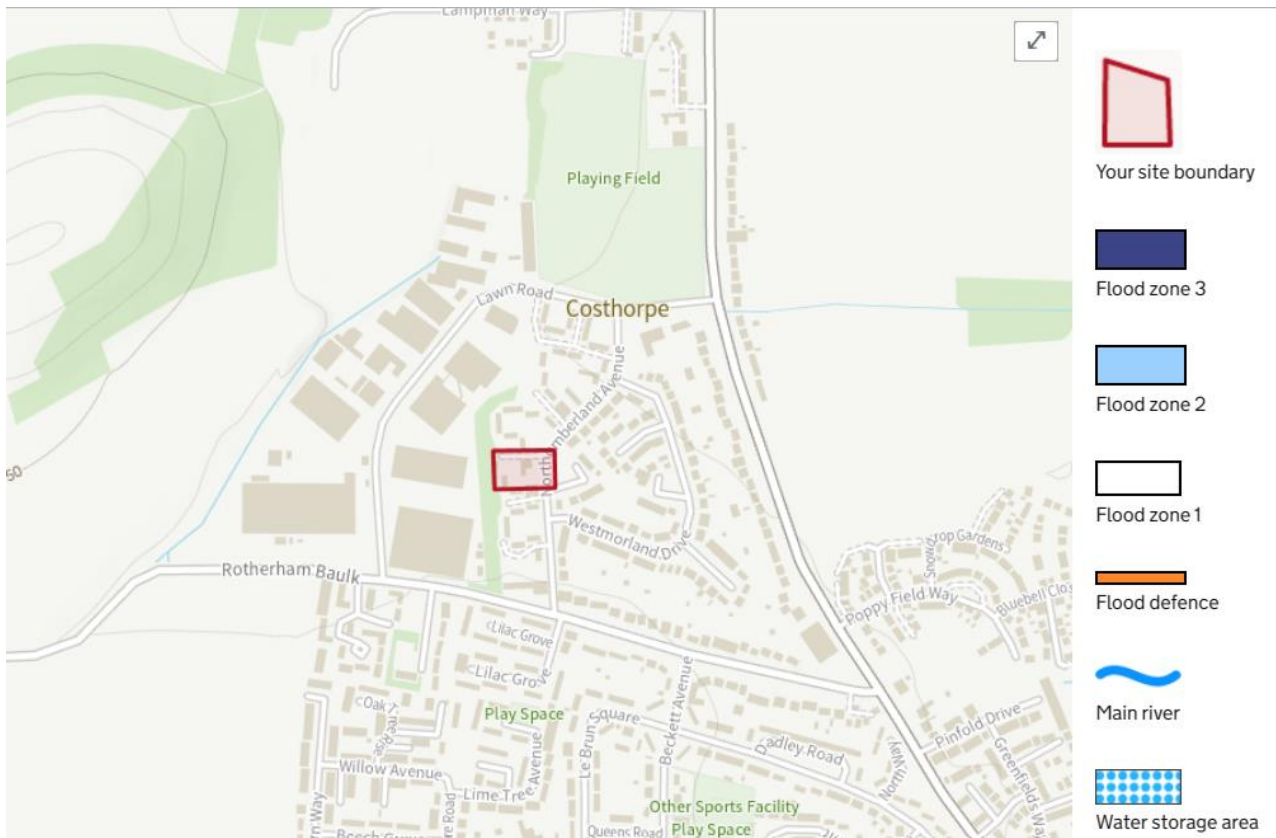 Lampman Way
Your site boundary
Playing Field
Flood zone 3
Lawn Road
Costhorpe
Northumberland Avenue
Flood zone 2
50
Flood zone 1
Westmorland Drive
Snowdrop Gardens
Rotherham Baulk
Poppy Field Way
Bluebell Clos
Flood defence
Lilac Grove
Lilac Grove
Beckett Avenue
Oak Tree Rise
Play Space
Le Brun Square
Main river
Dadley Road
Pinfold Drive
North Way
Greenfields Way
Willow Avenue
Lime Tree Avenue
Other Sports Facility
Play Space
Queens Road
Water storage area